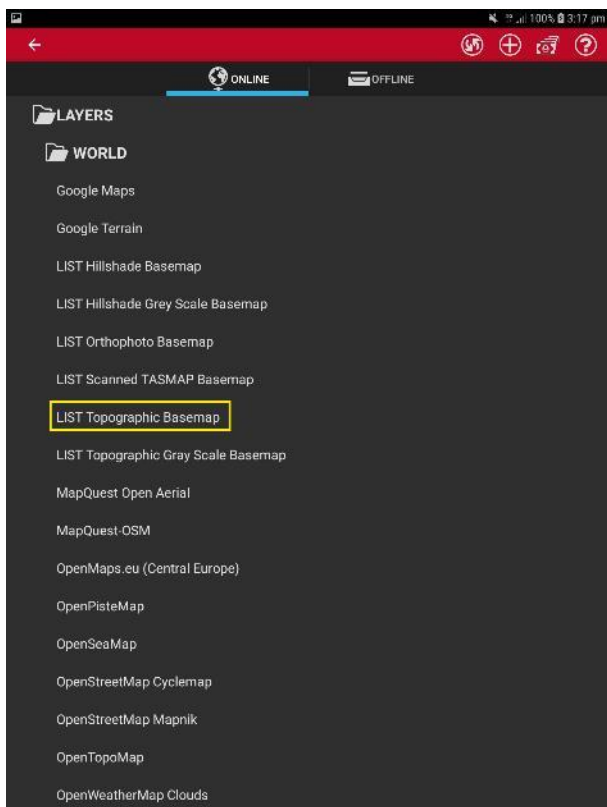 100% 3:17 pm
ONLINE
OFFLINE
LAYERS
WORLD
Google Maps
Google Terrain
LIST Hillshade Basemap
LIST Hillshade Grey Scale Basemap
LIST Orthophoto Basemap
LIST Scanned TASMAP Basemap
LIST Topographic Basemap
LIST Topographic Gray Scale Basemap
MapQuest Open Aerial
MapQuest-OSM
OpenMaps.eu (Central Europe)
OpenPisteMap
OpenSeaMap
OpenStreetMap Cyclemap
OpenStreetMap Mapnik
OpenTopoMap
OpenWeatherMap Clouds